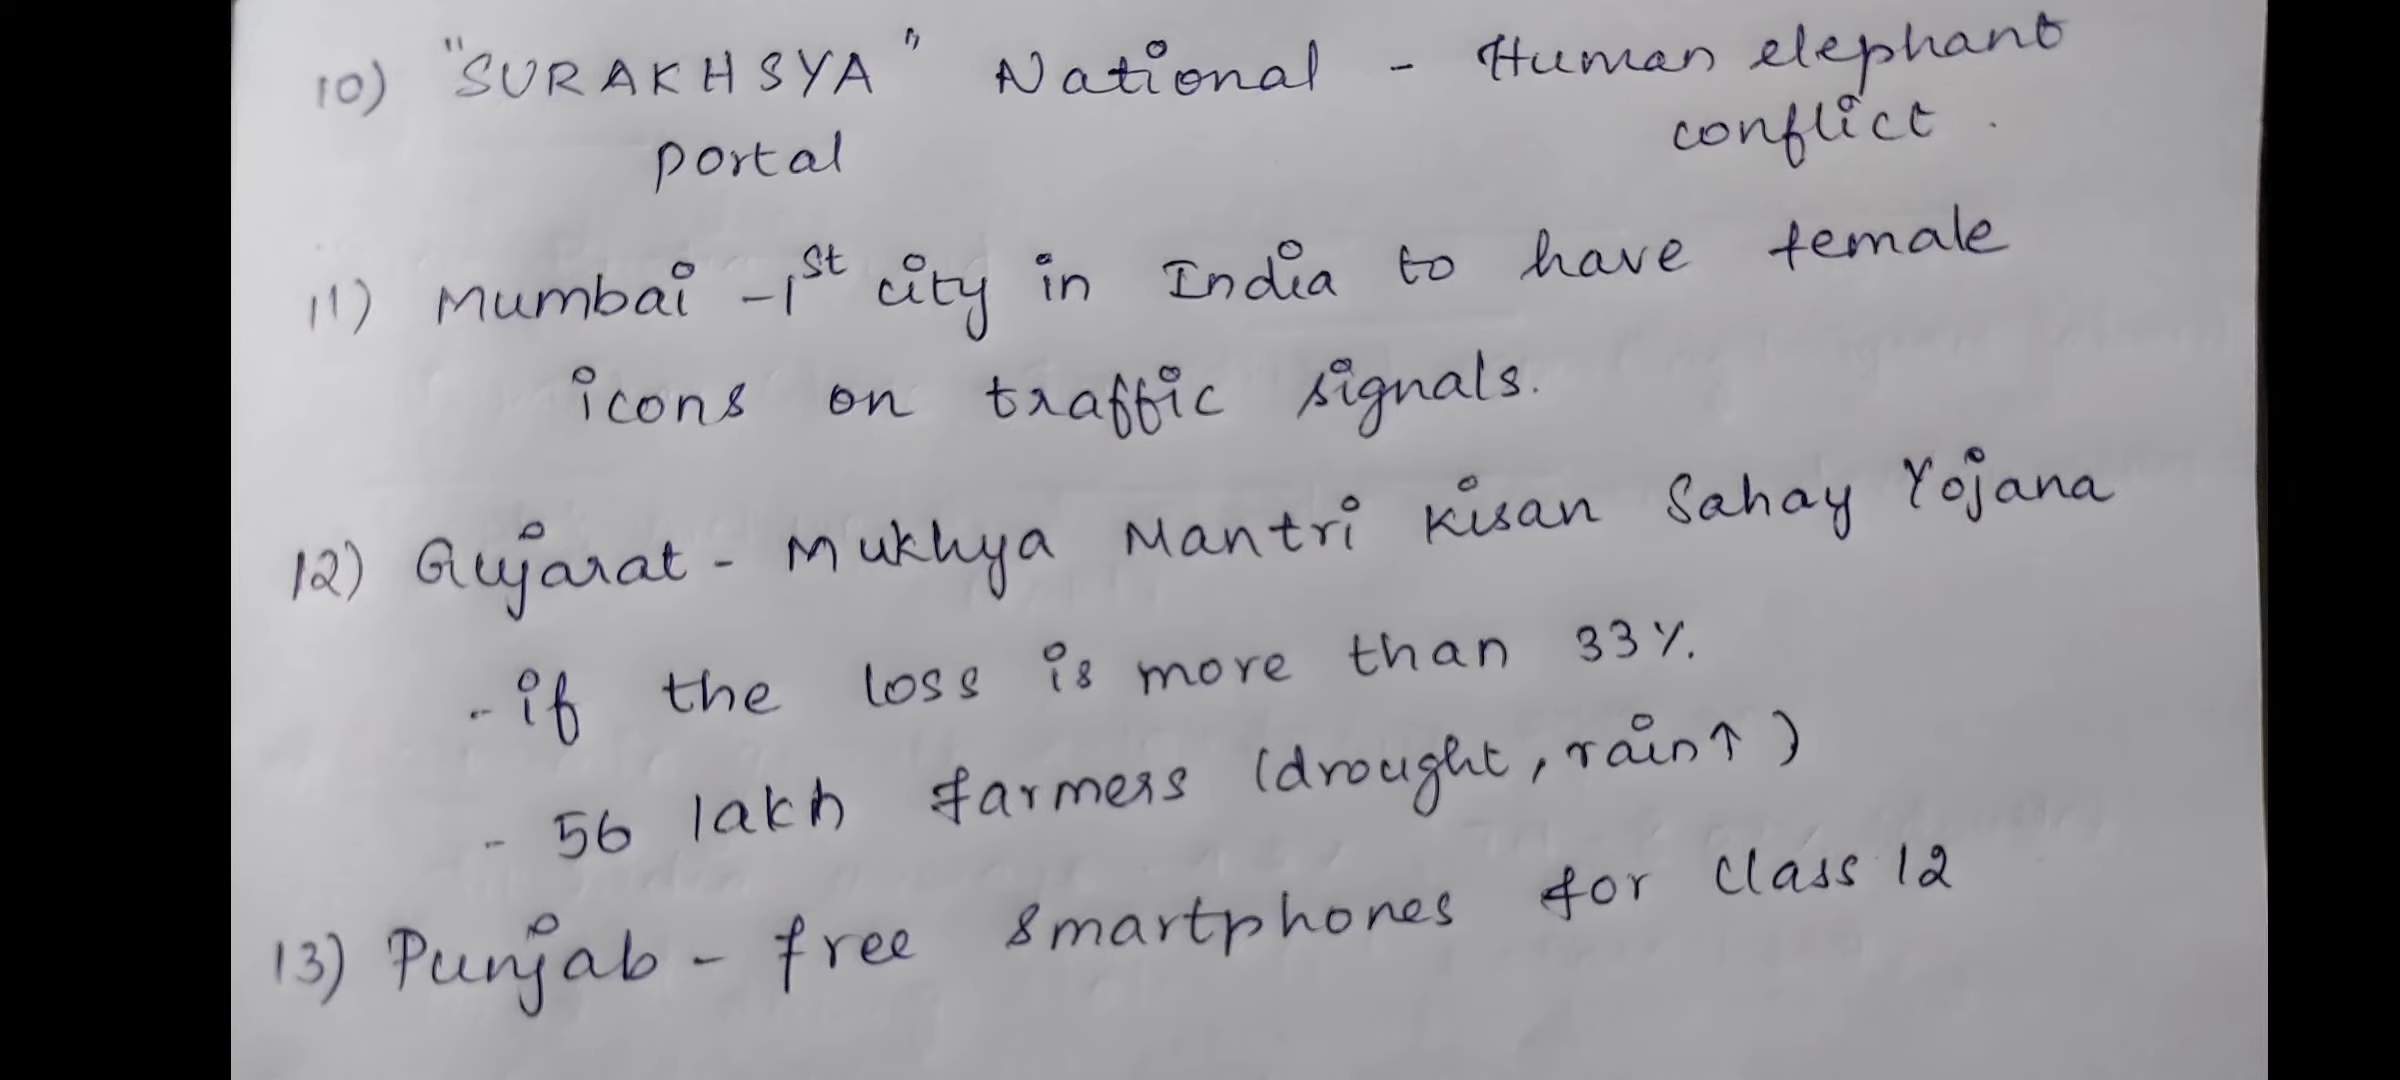 10) "SURAKHSYA" National - Human elephant
portal conflict.
11) Mumbai - 1st city in India to have female
icons on traffic signals.
12) Gujarat - Mukhya Mantri Kisan Sahay Yojana
- if the loss is more than 33%.
- 56 lakh farmers (drought, rain↑)
13) Punjab - free smartphones for class 12